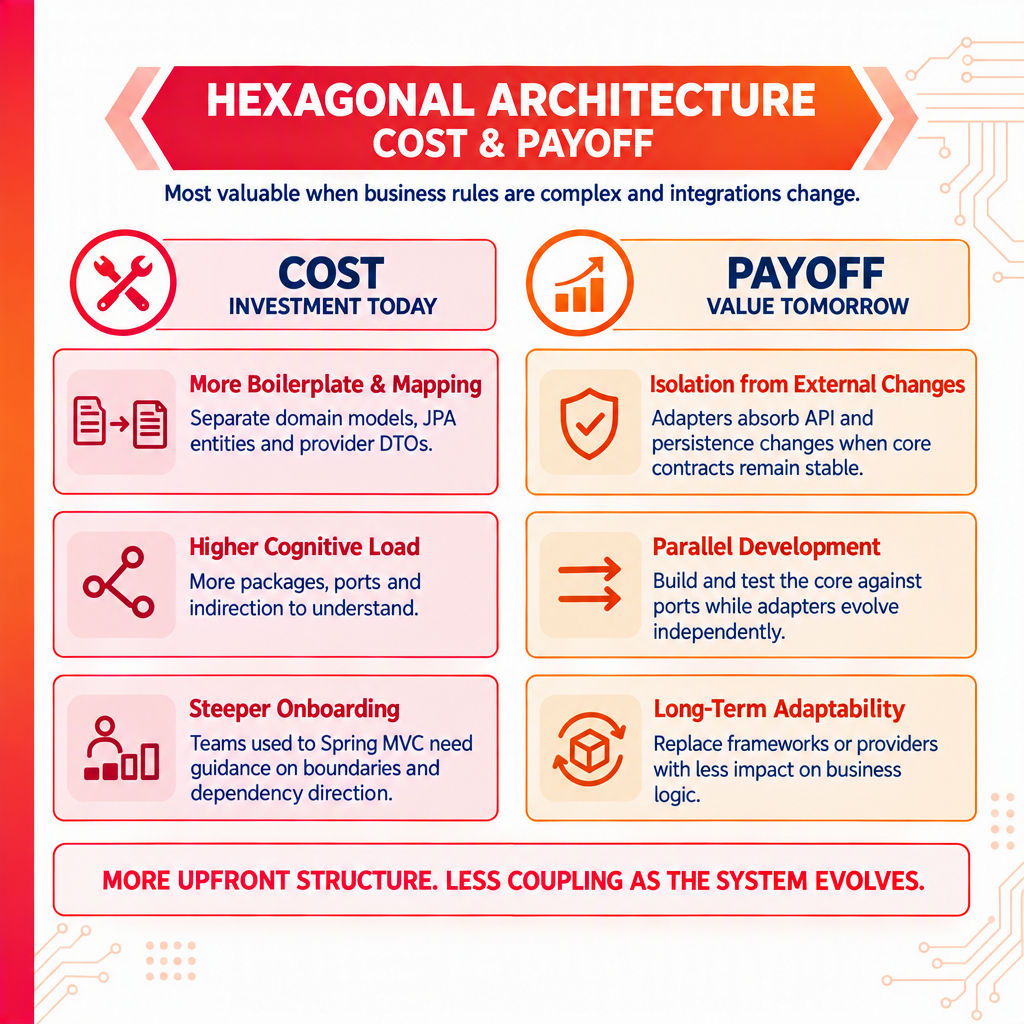 HEXAGONAL ARCHITECTURE
COST & PAYOFF
Most valuable when business rules are complex and integrations change.
COST
INVESTMENT TODAY
More Boilerplate & Mapping
Separate domain models, JPA
entities and provider DTOs.
Higher Cognitive Load
More packages, ports and
indirection to understand.
Steeper Onboarding
Teams used to Spring MVC need
guidance on boundaries and
dependency direction.
PAYOFF
VALUE TOMORROW
Isolation from External Changes
Adapters absorb API and
persistence changes when core
contracts remain stable.
Parallel Development
Build and test the core against
ports while adapters evolve
independently.
Long-Term Adaptability
Replace frameworks or providers
with less impact on business
logic.
MORE UPFRONT STRUCTURE. LESS COUPLING AS THE SYSTEM EVOLVES.